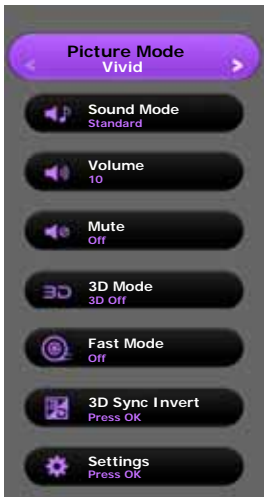 Picture Mode
Vivid
Sound Mode
Standard
Volume
10
Mute
Off
3D
3D Mode
3D Off
Fast Mode
Off
3D Sync Invert
Press OK
Settings
Press OK